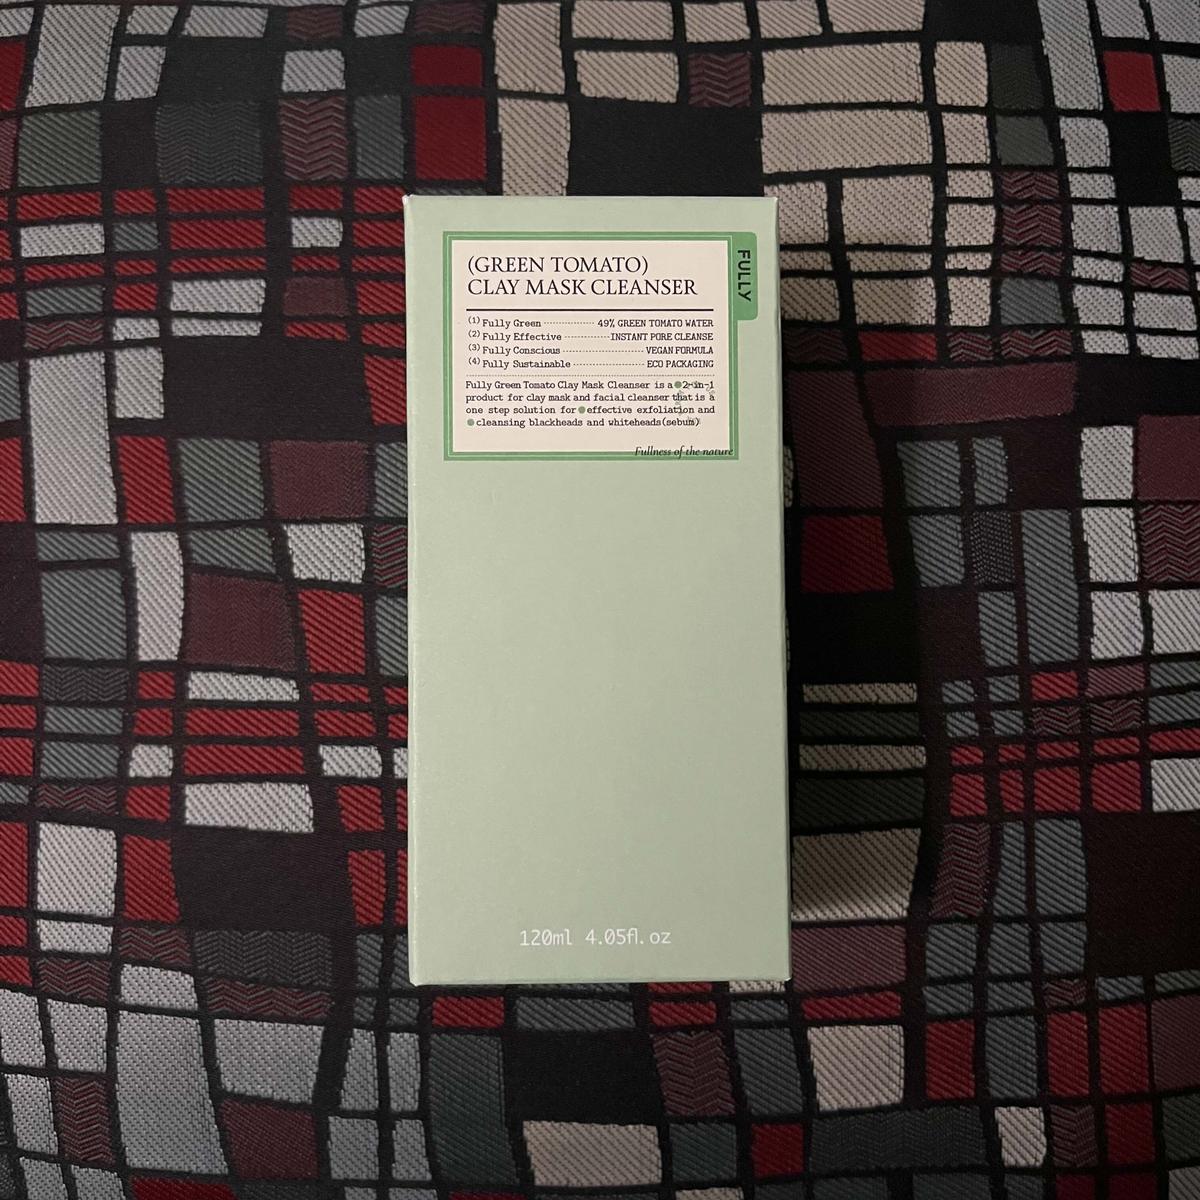 (GREEN TOMATO)
CLAY MASK CLEANSER
FULLY
(1) Fully Green ---------- 49% GREEN TOMATO WATER
(2) Fully Effective ---------- INSTANT PORE CLEANSE
(3) Fully Conscious ---------- VEGAN FORMULA
(4) Fully Sustainable ---------- ECO PACKAGING
Fully Green Tomato Clay Mask Cleanser is a 2-in-1
product for clay mask and facial cleanser that is a
one step solution for effective exfoliation and
cleansing blackheads and whiteheads(sebum)
Fullness of the nature
120ml 4.05fl.oz